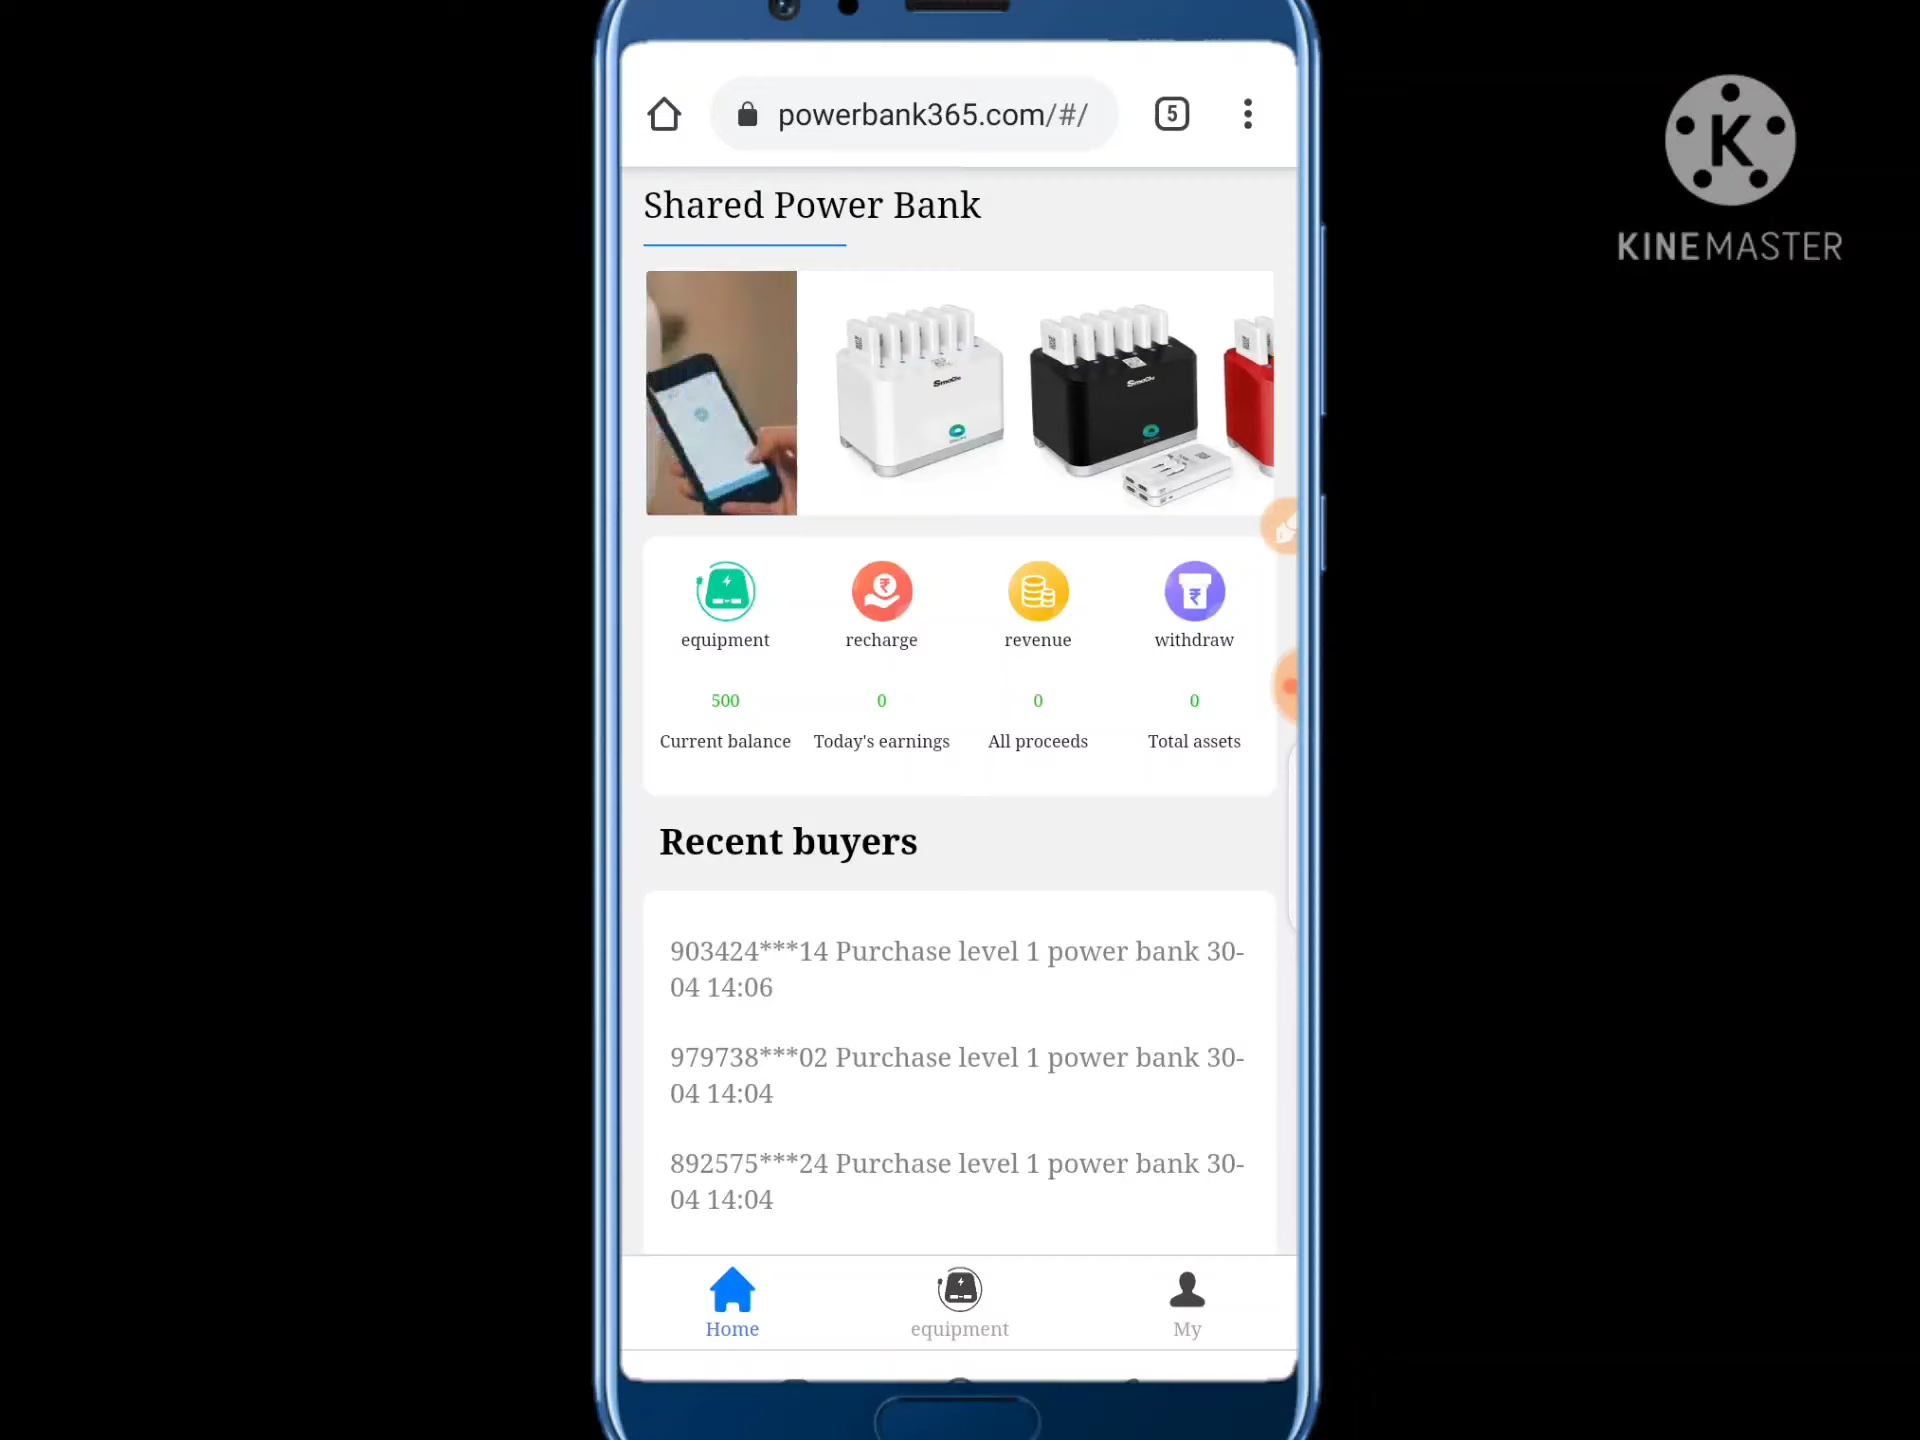 powerbank365.com/#/
5
KINEMASTER
Shared Power Bank
equipment
recharge
revenue
withdraw
500
0
0
0
Current balance
Today's earnings
All proceeds
Total assets
Recent buyers
903424***14 Purchase level 1 power bank 30-
04 14:06
979738***02 Purchase level 1 power bank 30-
04 14:04
892575***24 Purchase level 1 power bank 30-
04 14:04
Home
equipment
My